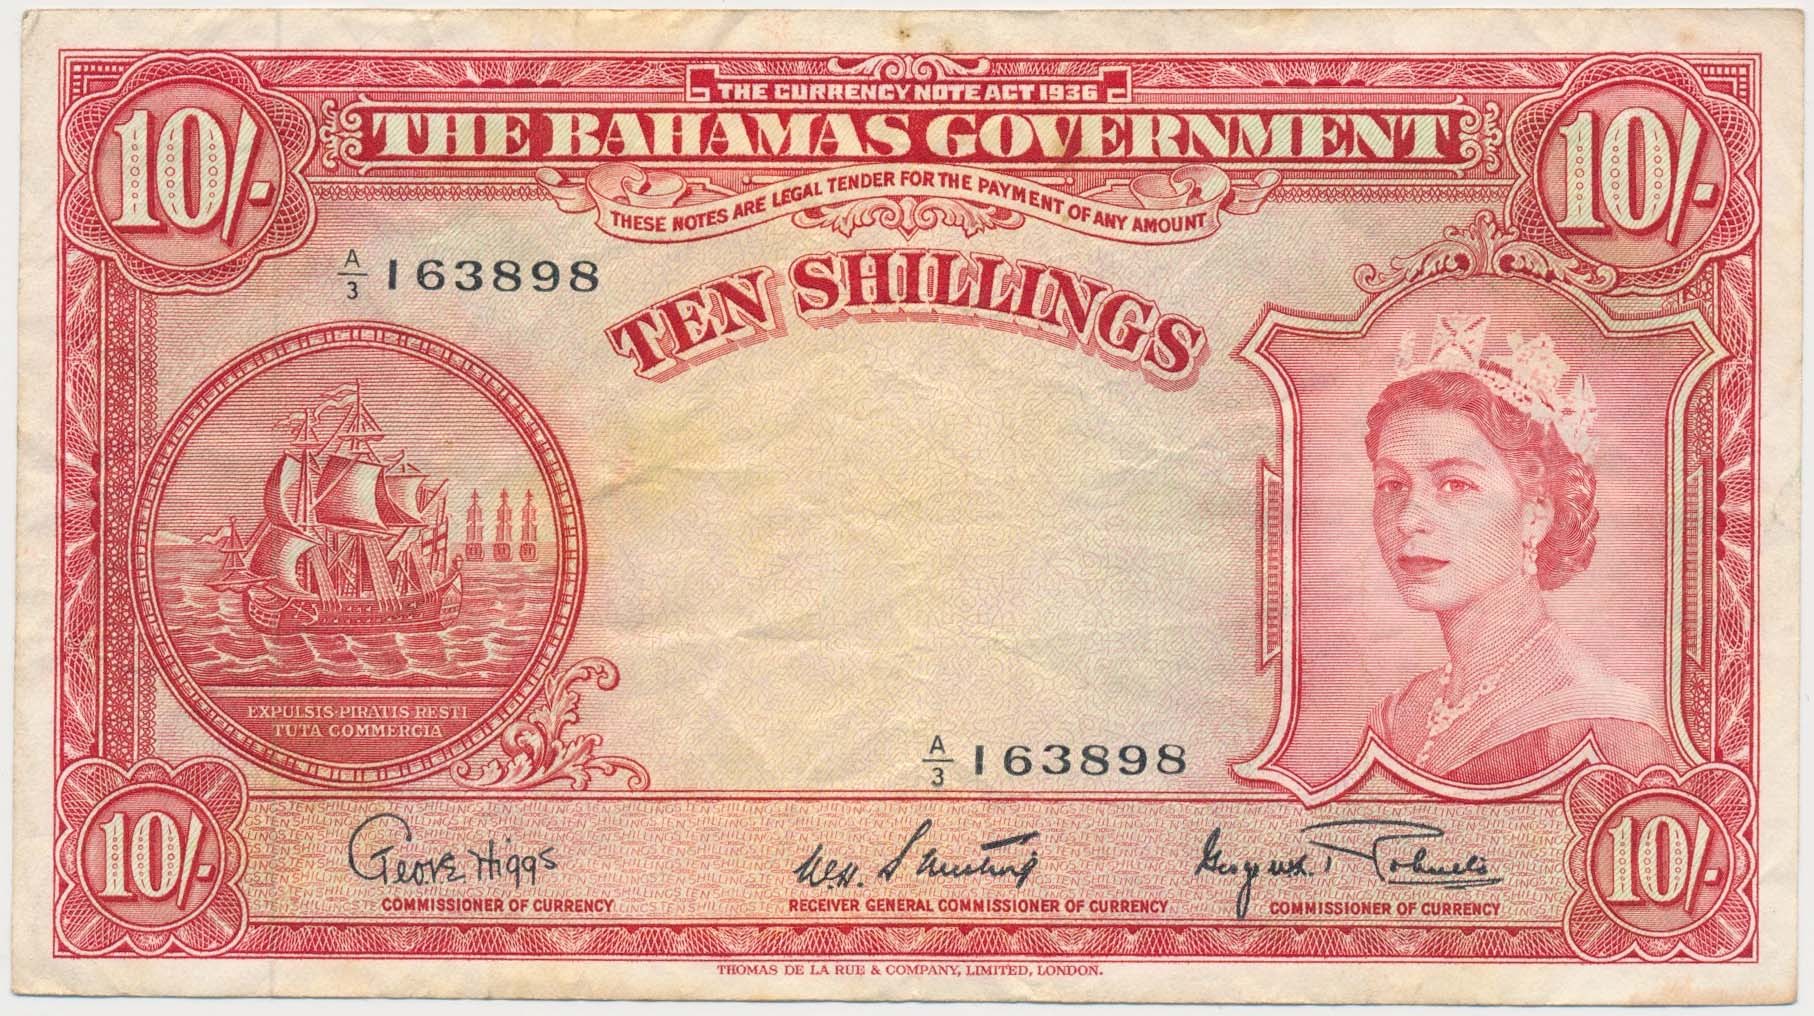 THE CURRENCY NOTE ACT 1936
10/- THE BAHAMAS GOVERNMENT 10/-
THESE NOTES ARE LEGAL TENDER FOR THE PAYMENT OF ANY AMOUNT
A/3 163898
TEN SHILLINGS
EXPULSIS PIRATIS RESTI
TUTA COMMERCIA
A/3 163898
10/- 10/-
George Higgs
COMMISSIONER OF CURRENCY
RECEIVER GENERAL COMMISSIONER OF CURRENCY
COMMISSIONER OF CURRENCY
THOMAS DE LA RUE & COMPANY, LIMITED, LONDON.